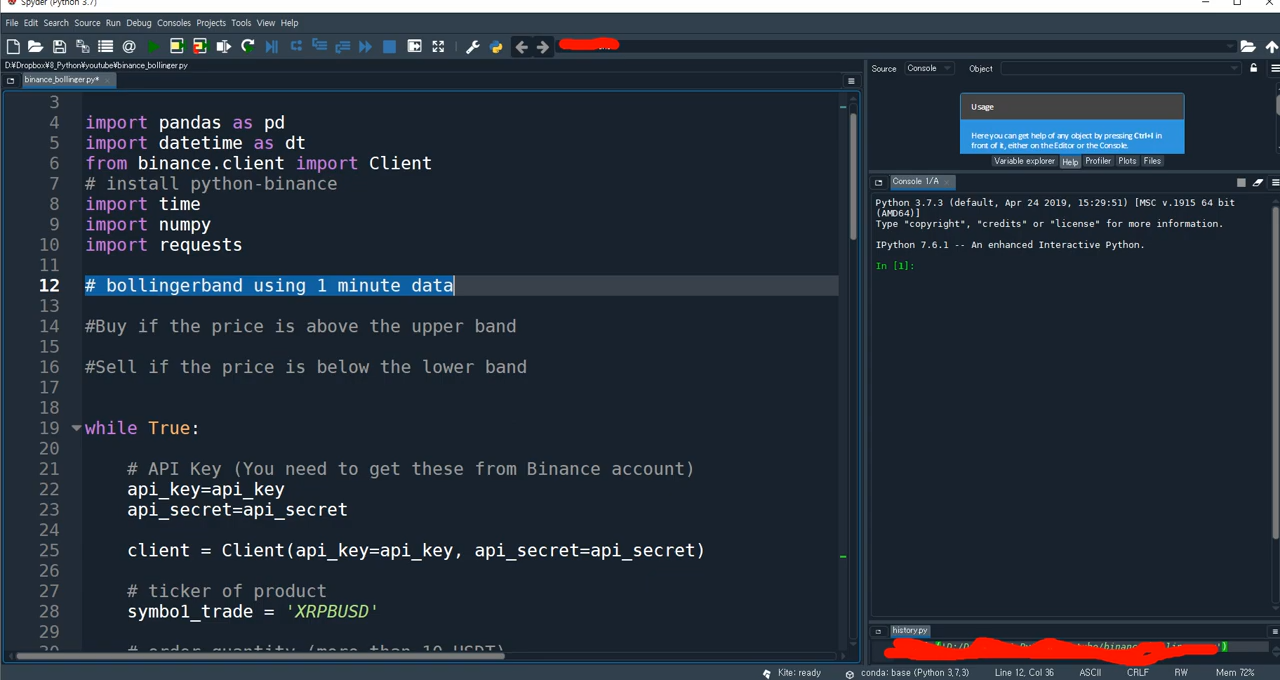 Spyder (Python 3.7)
File Edit Search Source Run Debug Consoles Projects Tools View Help
D:¥Dropbox¥8_Python¥youtube¥binance_bollinger.py
binance_bollinger.py*
3
4 import pandas as pd
5 import datetime as dt
6 from binance.client import Client
7 # install python-binance
8 import time
9 import numpy
10 import requests
11
12 # bollingerband using 1 minute data
13
14 #Buy if the price is above the upper band
15
16 #Sell if the price is below the lower band
17
18
19 while True:
20
21 # API Key (You need to get these from Binance account)
22 api_key=api_key
23 api_secret=api_secret
24
25 client = Client(api_key=api_key, api_secret=api_secret)
26
27 # ticker of product
28 symbo1_trade = 'XRPBUSD'
29
30 # order quantity (more than 10 USDT)
Source Console Object
Usage
Here you can get help of any object by pressing Ctrl+I in
front of it, either on the Editor or the Console.
Variable explorer Help Profiler Plots Files
Console 1/A
Python 3.7.3 (default, Apr 24 2019, 15:29:51) [MSC v.1915 64 bit
(AMD64)]
Type "copyright", "credits" or "license" for more information.
IPython 7.6.1 -- An enhanced Interactive Python.
In [1]:
history.py
Kite: ready conda: base (Python 3.7.3) Line 12, Col 36 ASCII CRLF RW Mem 72%